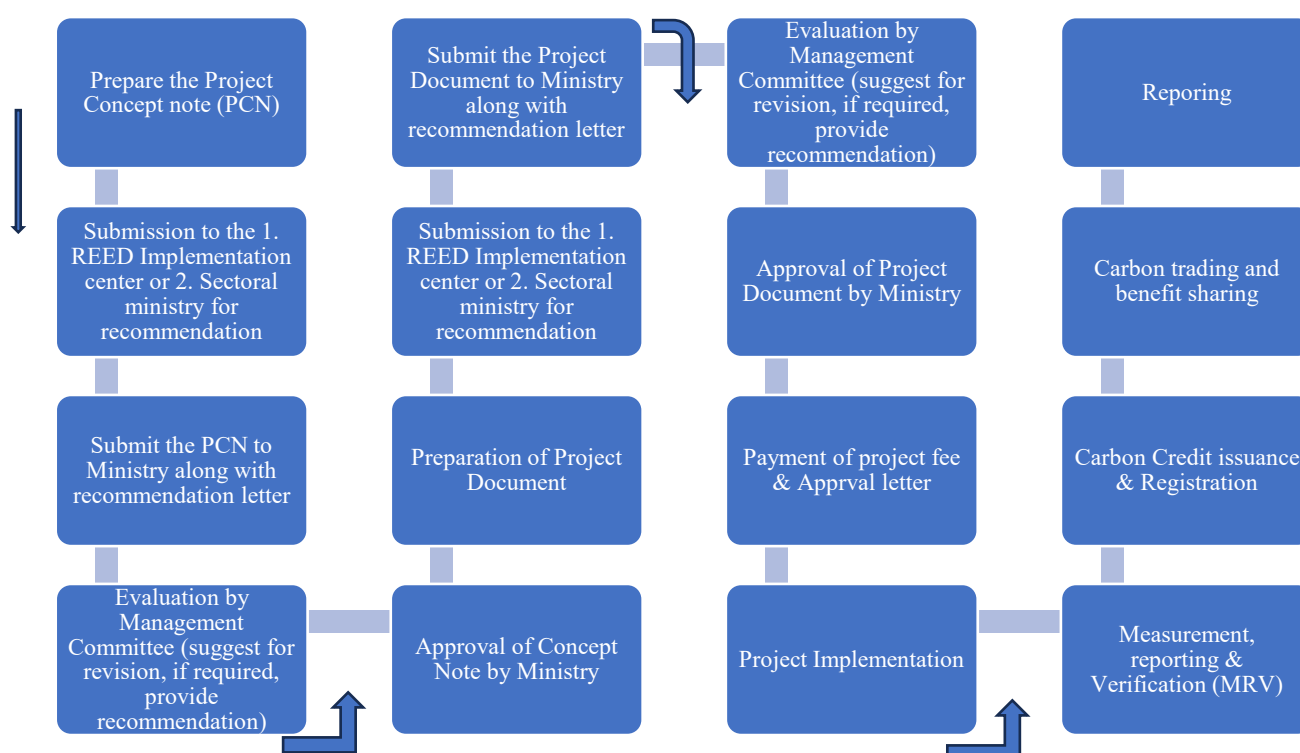 Prepare the Project
Concept note (PCN)
Submission to the 1.
REED Implementation
center or 2. Sectoral
ministry for
recommendation
Submit the PCN to
Ministry along with
recommendation letter
Evaluation by
Management
Committee (suggest for
revision, if required,
provide
recommendation)
Approval of Concept
Note by Ministry
Preparation of Project
Document
Submission to the 1.
REED Implementation
center or 2. Sectoral
ministry for
recommendation
Submit the Project
Document to Ministry
along with
recommendation letter
Evaluation by
Management
Committee (suggest for
revision, if required,
provide
recommendation)
Approval of Project
Document by Ministry
Payment of project fee
& Apprval letter
Project Implementation
Measurement,
reporting &
Verification (MRV)
Carbon Credit issuance
& Registration
Carbon trading and
benefit sharing
Reporing